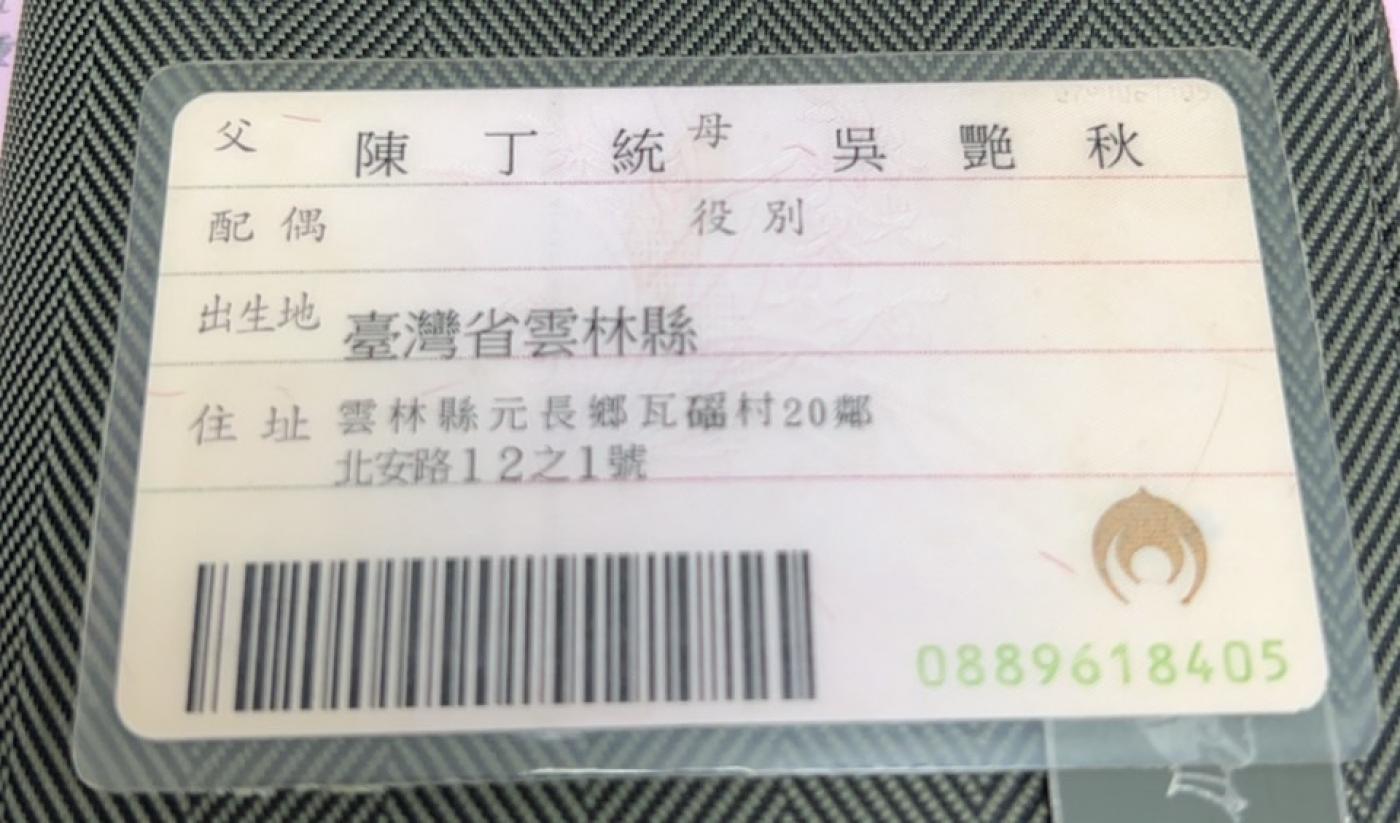 父 陳丁統 母 吳艷秋
配偶 役別
出生地 臺灣省雲林縣
住址 雲林縣元長鄉瓦磘村20鄰
北安路12之1號
0889618405